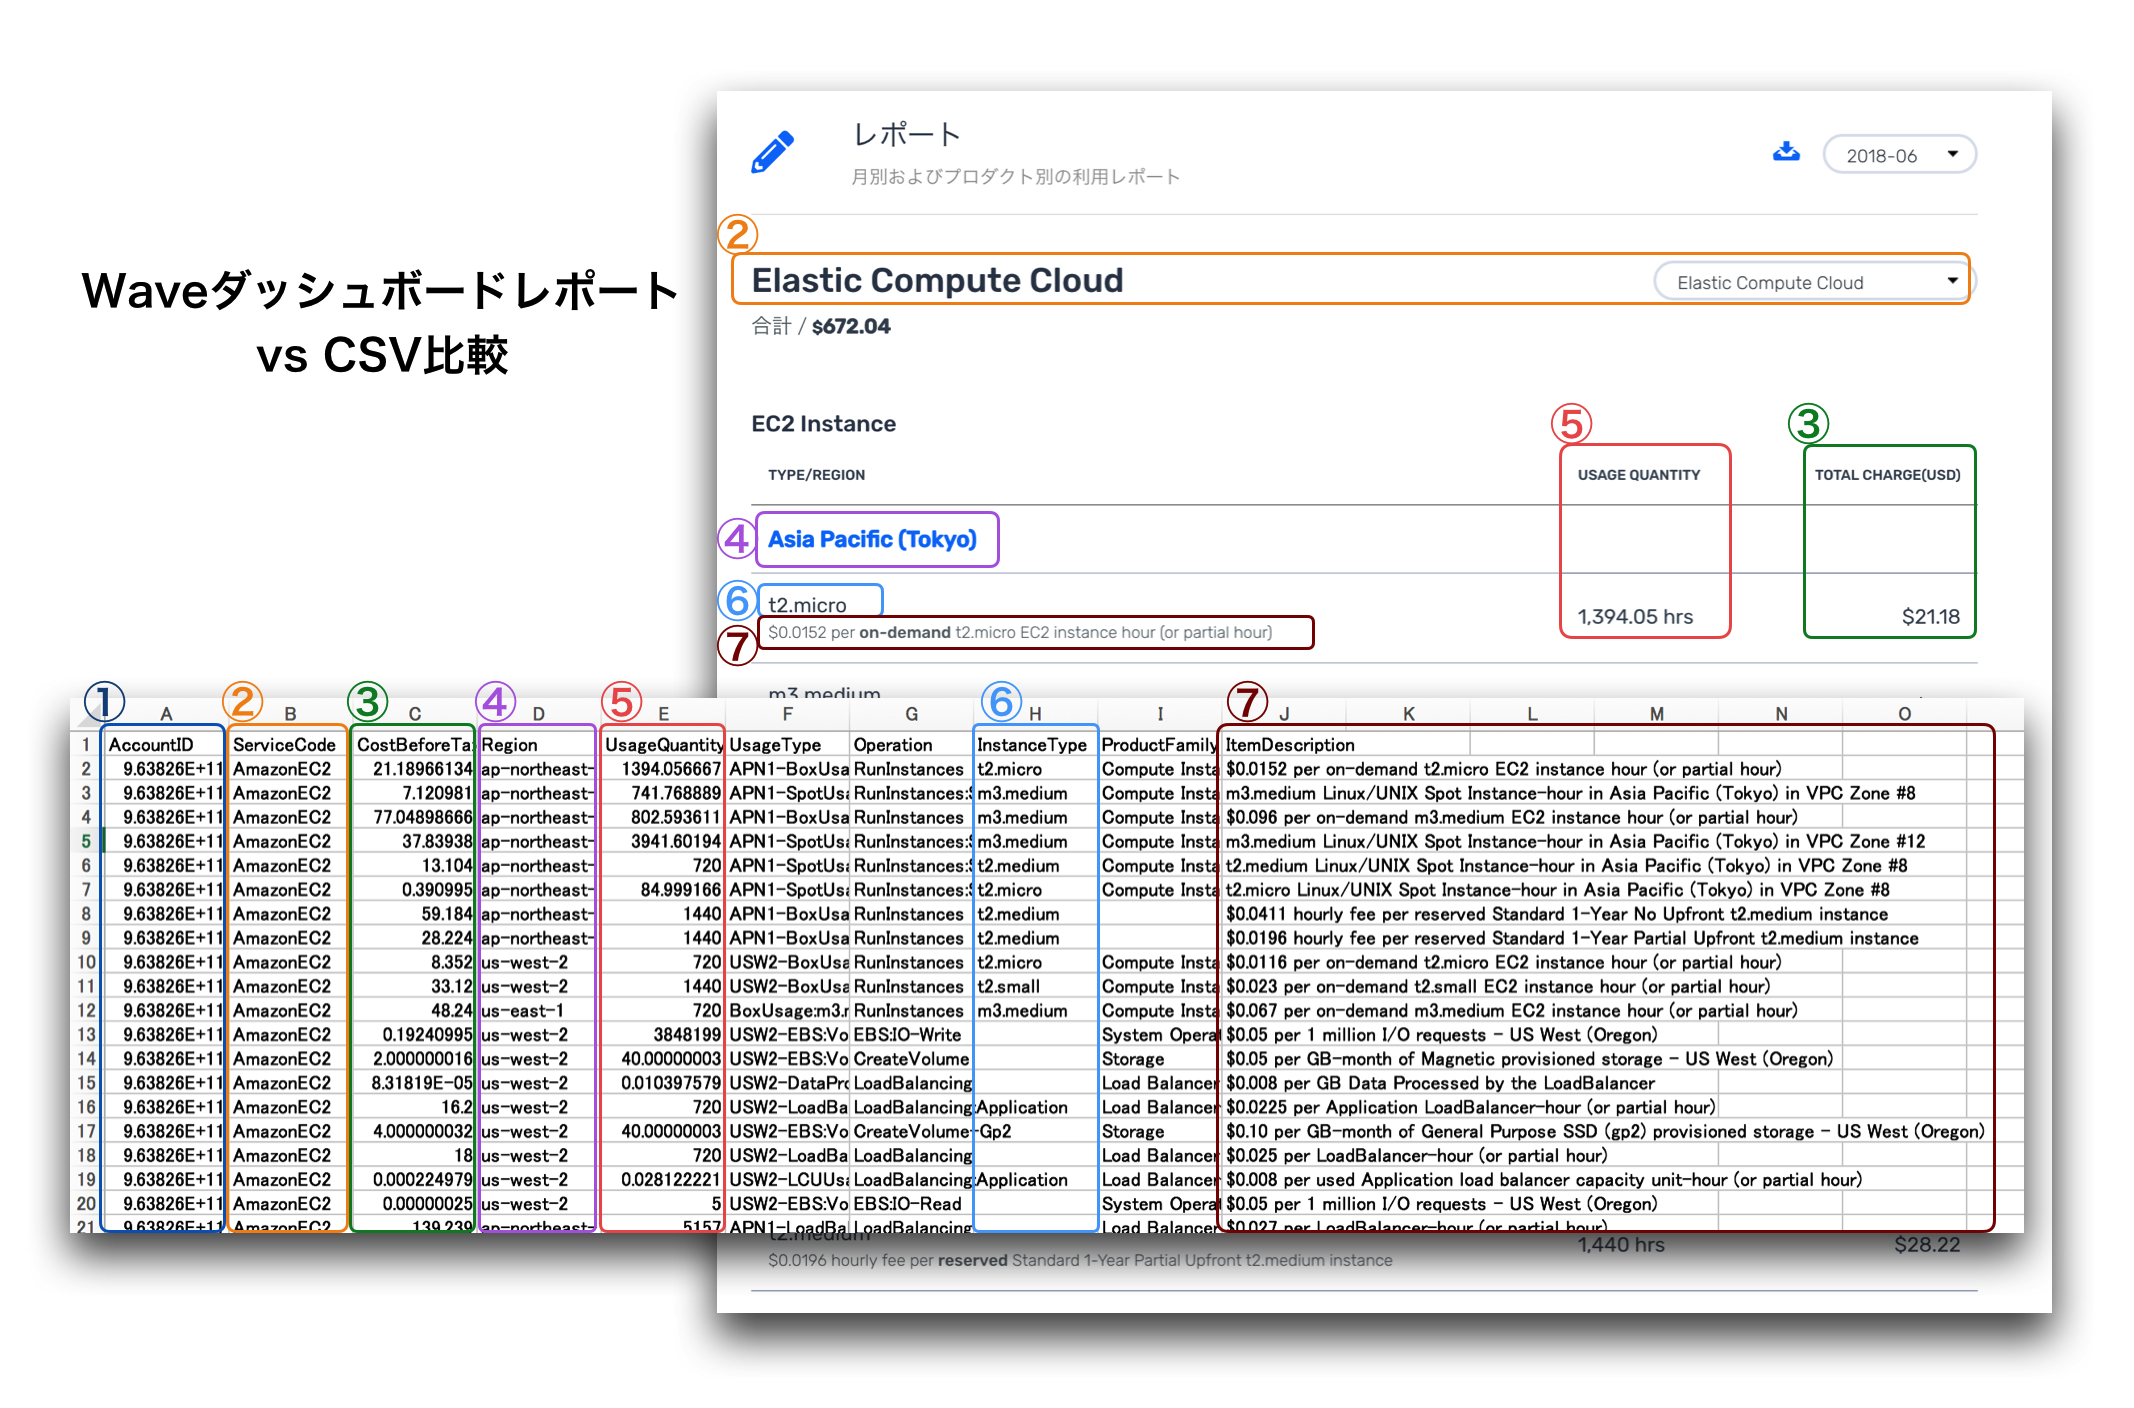 Waveダッシュボードレポート
vs CSV比較
レポート
月別およびプロダクト別の利用レポート
2018-06
②
Elastic Compute Cloud
Elastic Compute Cloud
合計 / $672.04
EC2 Instance
⑤
③
TYPE/REGION
USAGE QUANTITY
TOTAL CHARGE(USD)
④
Asia Pacific (Tokyo)
⑥
t2.micro
1,394.05 hrs
$21.18
⑦
$0.0152 per on-demand t2.micro EC2 instance hour (or partial hour)
m3.medium
① ② ③ ④ ⑤ ⑥ ⑦
A B C D E F G H I J K L M N O
1 AccountID ServiceCode CostBeforeTa Region UsageQuantity UsageType Operation InstanceType ProductFamily ItemDescription
2 9.63826E+11 AmazonEC2 21.18966134 ap-northeast- 1394.056667 APN1-BoxUsa RunInstances t2.micro Compute Insta $0.0152 per on-demand t2.micro EC2 instance hour (or partial hour)
3 9.63826E+11 AmazonEC2 7.120981 ap-northeast- 741.768889 APN1-SpotUsa RunInstances:S m3.medium Compute Insta m3.medium Linux/UNIX Spot Instance-hour in Asia Pacific (Tokyo) in VPC Zone #8
4 9.63826E+11 AmazonEC2 77.04898666 ap-northeast- 802.593611 APN1-BoxUsa RunInstances m3.medium Compute Insta $0.096 per on-demand m3.medium EC2 instance hour (or partial hour)
5 9.63826E+11 AmazonEC2 37.83938 ap-northeast- 3941.60194 APN1-SpotUsa RunInstances:S m3.medium Compute Insta m3.medium Linux/UNIX Spot Instance-hour in Asia Pacific (Tokyo) in VPC Zone #12
6 9.63826E+11 AmazonEC2 13.104 ap-northeast- 720 APN1-SpotUsa RunInstances:S t2.medium Compute Insta t2.medium Linux/UNIX Spot Instance-hour in Asia Pacific (Tokyo) in VPC Zone #8
7 9.63826E+11 AmazonEC2 0.390995 ap-northeast- 84.999166 APN1-SpotUsa RunInstances:S t2.micro Compute Insta t2.micro Linux/UNIX Spot Instance-hour in Asia Pacific (Tokyo) in VPC Zone #8
8 9.63826E+11 AmazonEC2 59.184 ap-northeast- 1440 APN1-BoxUsa RunInstances t2.medium $0.0411 hourly fee per reserved Standard 1-Year No Upfront t2.medium instance
9 9.63826E+11 AmazonEC2 28.224 ap-northeast- 1440 APN1-BoxUsa RunInstances t2.medium $0.0196 hourly fee per reserved Standard 1-Year Partial Upfront t2.medium instance
10 9.63826E+11 AmazonEC2 8.352 us-west-2 720 USW2-BoxUsa RunInstances t2.micro Compute Insta $0.0116 per on-demand t2.micro EC2 instance hour (or partial hour)
11 9.63826E+11 AmazonEC2 33.12 us-west-2 1440 USW2-BoxUsa RunInstances t2.small Compute Insta $0.023 per on-demand t2.small EC2 instance hour (or partial hour)
12 9.63826E+11 AmazonEC2 48.24 us-east-1 720 BoxUsage:m3.r RunInstances m3.medium Compute Insta $0.067 per on-demand m3.medium EC2 instance hour (or partial hour)
13 9.63826E+11 AmazonEC2 0.19240995 us-west-2 3848199 USW2-EBS:Vo EBS:IO-Write System Opera $0.05 per 1 million I/O requests - US West (Oregon)
14 9.63826E+11 AmazonEC2 2.000000016 us-west-2 40.00000003 USW2-EBS:Vo CreateVolume Storage $0.05 per GB-month of Magnetic provisioned storage - US West (Oregon)
15 9.63826E+11 AmazonEC2 8.31819E-05 us-west-2 0.010397579 USW2-DataPro LoadBalancing Load Balancer $0.008 per GB Data Processed by the LoadBalancer
16 9.63826E+11 AmazonEC2 16.2 us-west-2 720 USW2-LoadBa LoadBalancing: Application Load Balancer $0.0225 per Application LoadBalancer-hour (or partial hour)
17 9.63826E+11 AmazonEC2 4.000000032 us-west-2 40.00000003 USW2-EBS:Vo CreateVolume-Gp2 Storage $0.10 per GB-month of General Purpose SSD (gp2) provisioned storage - US West (Oregon)
18 9.63826E+11 AmazonEC2 18 us-west-2 720 USW2-LoadBa LoadBalancing Load Balancer $0.025 per LoadBalancer-hour (or partial hour)
19 9.63826E+11 AmazonEC2 0.000224979 us-west-2 0.028122221 USW2-LCUUsa LoadBalancing: Application Load Balancer $0.008 per used Application load balancer capacity unit-hour (or partial hour)
20 9.63826E+11 AmazonEC2 0.00000025 us-west-2 5 USW2-EBS:Vo EBS:IO-Read System Opera $0.05 per 1 million I/O requests - US West (Oregon)
21 9.63826E+11 AmazonEC2 139.239 ap-northeast- 5157 APN1-LoadBa LoadBalancing Load Balancer $0.027 per LoadBalancer-hour (or partial hour)
t2.medium
1,440 hrs
$28.22
$0.0196 hourly fee per reserved Standard 1-Year Partial Upfront t2.medium instance